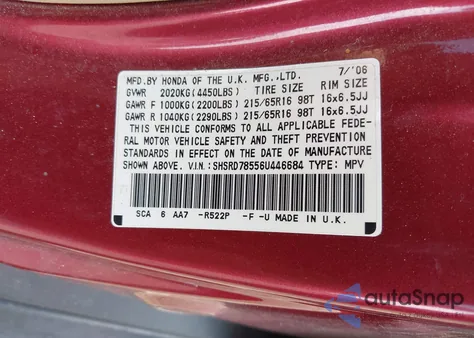 MFD.BY HONDA OF THE U.K. MFG.,LTD. 7/'06
GVWR 2020KG(4450LBS) TIRE SIZE RIM SIZE
GAWR F 1000KG(2200LBS) 215/65R16 98T 16x6.5JJ
GAWR R 1040KG(2290LBS) 215/65R16 98T 16x6.5JJ
THIS VEHICLE CONFORMS TO ALL APPLICABLE FEDE-
RAL MOTOR VEHICLE SAFETY AND THEFT PREVENTION
STANDARDS IN EFFECT ON THE DATE OF MANUFACTURE
SHOWN ABOVE. V.I.N.:SHSRD78556U446684 TYPE: MPV
SCA 6 AA7 -R522P -F -U MADE IN U.K.
autoSnap